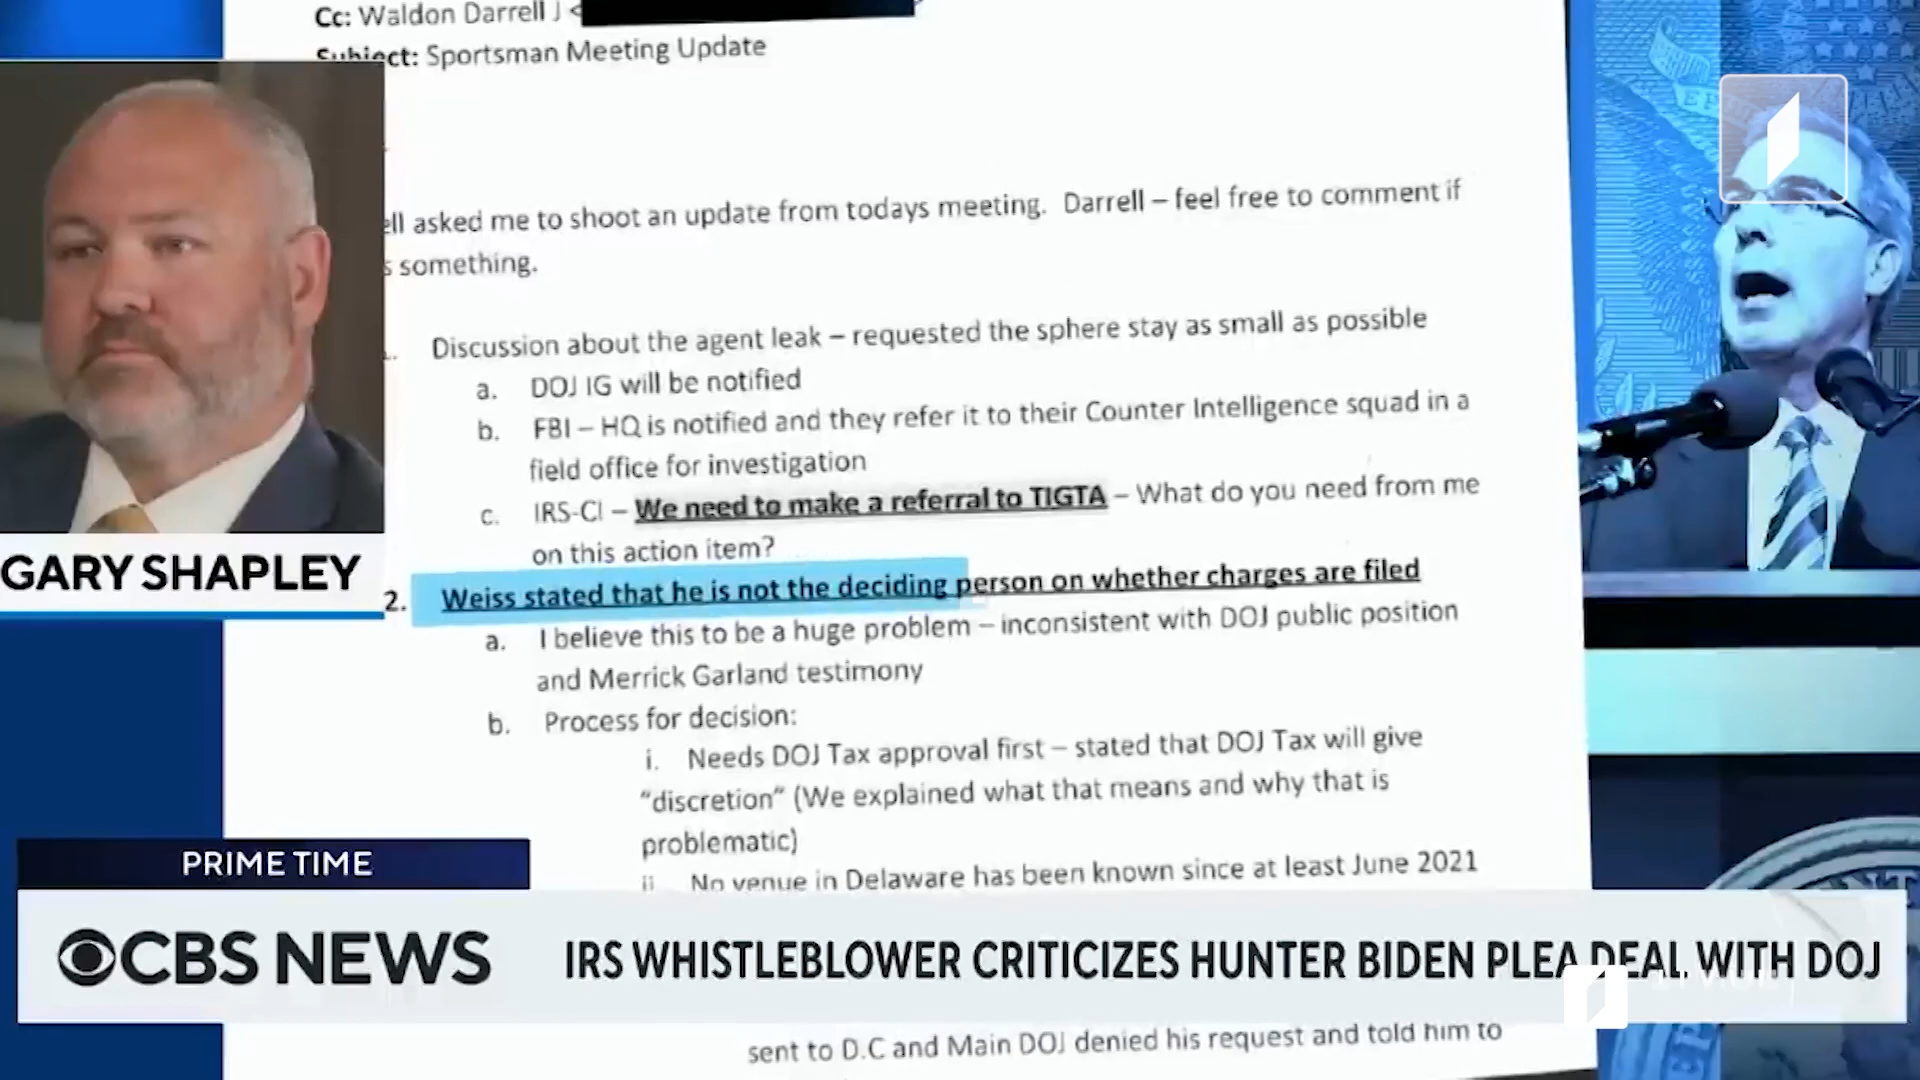 Cc: Waldon Darrell J <
Subject: Sportsman Meeting Update
ell asked me to shoot an update from todays meeting. Darrell – feel free to comment if
s something.
Discussion about the agent leak – requested the sphere stay as small as possible
a. DOJ IG will be notified
b. FBI – HQ is notified and they refer it to their Counter Intelligence squad in a
field office for investigation
c. IRS-CI – We need to make a referral to TIGTA – What do you need from me
on this action item?
GARY SHAPLEY
2. Weiss stated that he is not the deciding person on whether charges are filed
a. I believe this to be a huge problem – inconsistent with DOJ public position
and Merrick Garland testimony
b. Process for decision:
i. Needs DOJ Tax approval first – stated that DOJ Tax will give
“discretion” (We explained what that means and why that is
problematic)
ii No venue in Delaware has been known since at least June 2021
PRIME TIME
CBS NEWS
IRS WHISTLEBLOWER CRITICIZES HUNTER BIDEN PLEA DEAL WITH DOJ
sent to D.C and Main DOJ denied his request and told him to